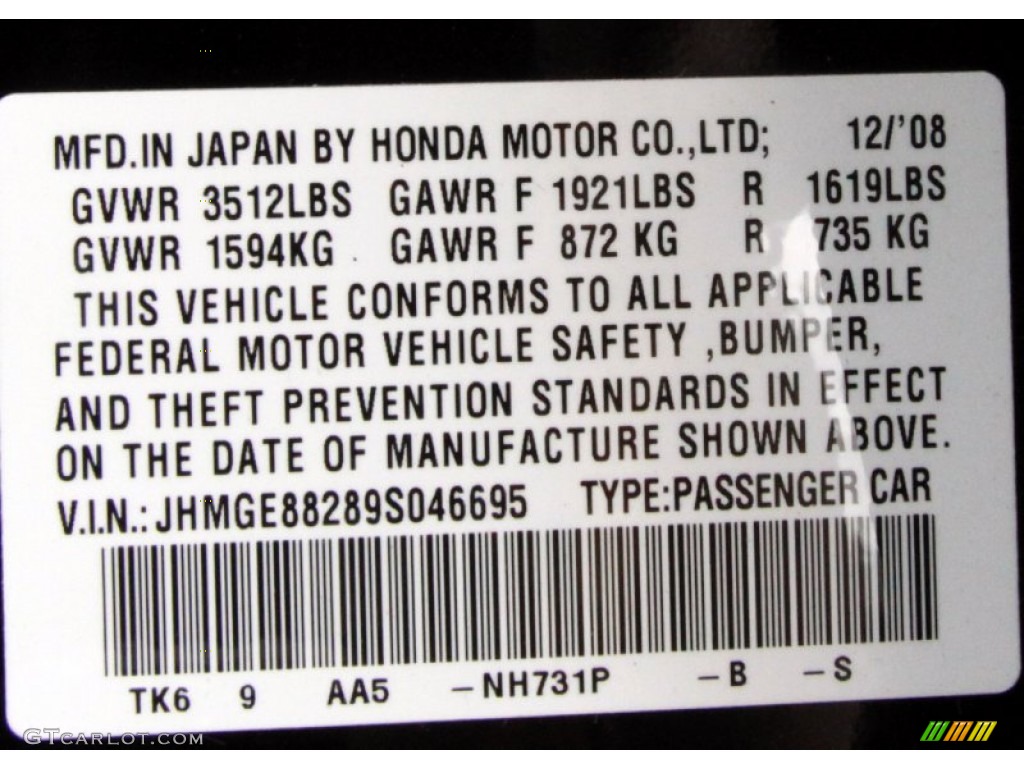 MFD.IN JAPAN BY HONDA MOTOR CO.,LTD; 12/'08
GVWR 3512LBS GAWR F 1921LBS R 1619LBS
GVWR 1594KG GAWR F 872 KG R 735 KG
THIS VEHICLE CONFORMS TO ALL APPLICABLE
FEDERAL MOTOR VEHICLE SAFETY ,BUMPER,
AND THEFT PREVENTION STANDARDS IN EFFECT
ON THE DATE OF MANUFACTURE SHOWN ABOVE.
V.I.N.: JHMGE88289S046695 TYPE:PASSENGER CAR
TK6 9 AA5 –NH731P –B –S
GTCARLOT.COM